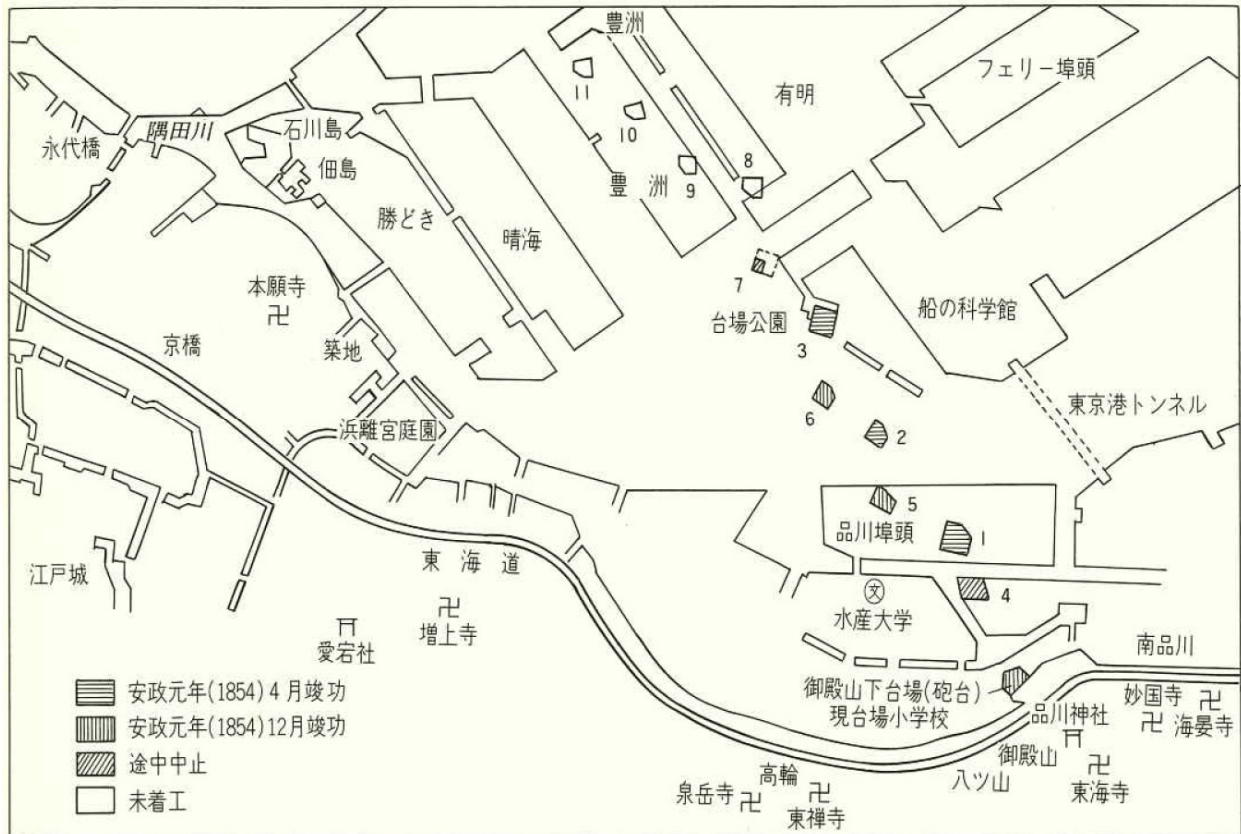 豊洲
有明
フェリー埠頭
11
10
9
8
豊洲
永代橋
隅田川
石川島
佃島
勝どき
晴海
7
台場公園
3
船の科学館
本願寺
卍
築地
京橋
浜離宮庭園
6
2
東京港トンネル
5
品川埠頭
1
4
文
水産大学
江戸城
東海道
卍
増上寺
愛宕社
南品川
御殿山下台場(砲台)
現台場小学校
品川神社
妙国寺
卍
卍
海晏寺
御殿山
八ツ山
卍
東海寺
高輪
泉岳寺
卍
卍
東禅寺
安政元年(1854)4月竣功
安政元年(1854)12月竣功
途中中止
未着工